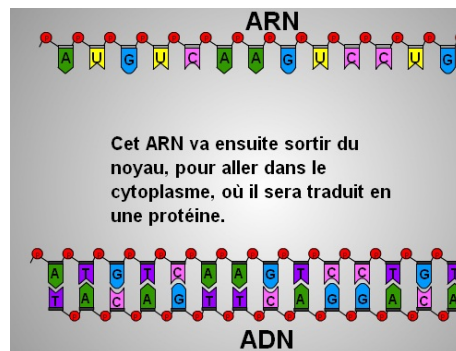 ARN
A U G U C A A G U C C U G
Cet ARN va ensuite sortir du
noyau, pour aller dans le
cytoplasme, où il sera traduit en
une protéine.
A T G T C A A G T C C T G T
T A C A G T T C A G G A C A
ADN